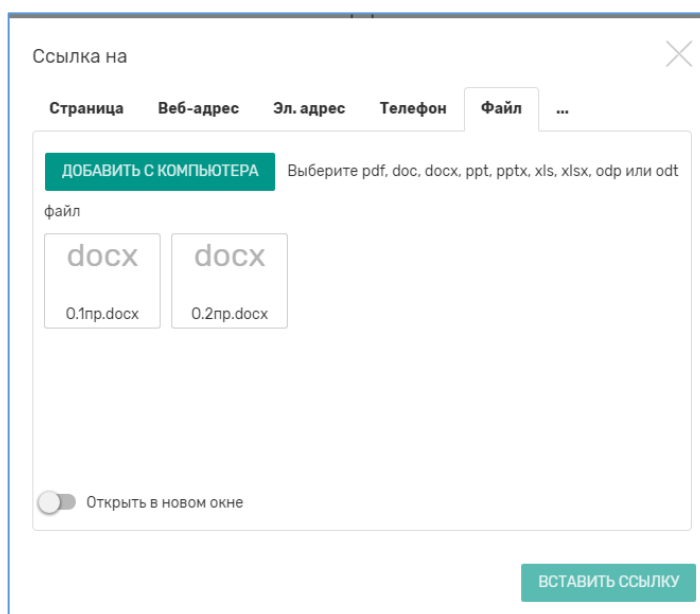 Ссылка на
Страница Веб-адрес Эл. адрес Телефон Файл ...
ДОБАВИТЬ С КОМПЬЮТЕРА Выберите pdf, doc, docx, ppt, pptx, xls, xlsx, odp или odt
файл
docx docx
0.1пр.docx 0.2пр.docx
Открыть в новом окне
ВСТАВИТЬ ССЫЛКУ